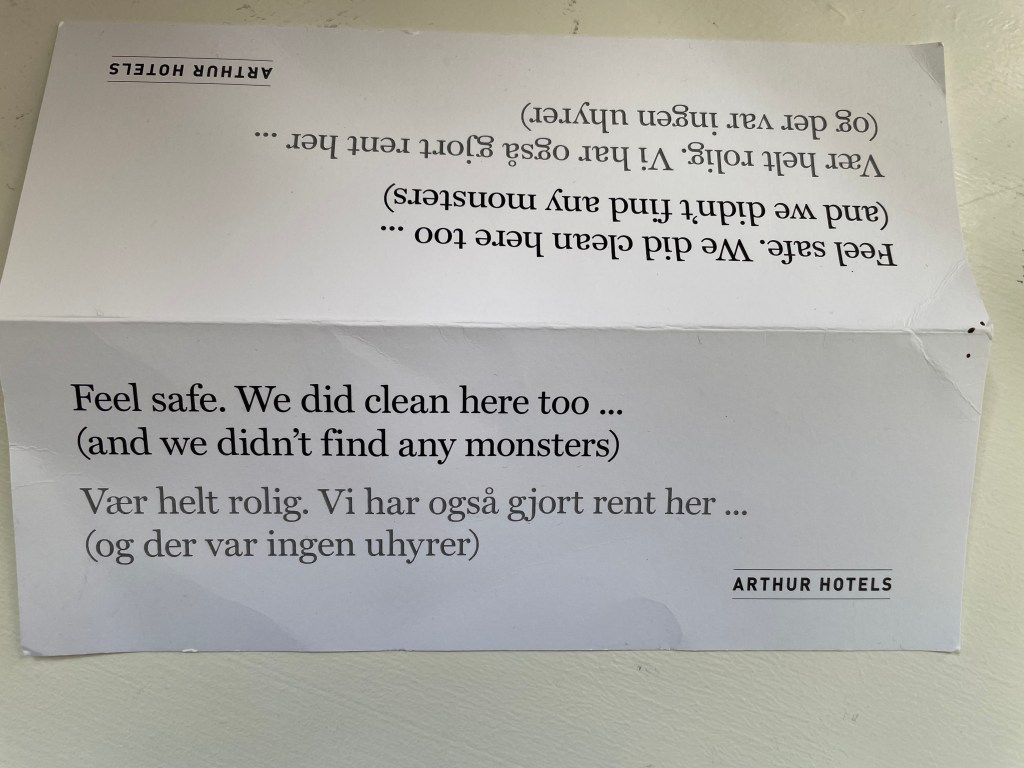 ARTHUR HOTELS
(og der var ingen uhyrer)
Vær helt rolig. Vi har også gjort rent her ...
(and we didn't find any monsters)
Feel safe. We did clean here too ...
Feel safe. We did clean here too ...
(and we didn't find any monsters)
Vær helt rolig. Vi har også gjort rent her ...
(og der var ingen uhyrer)
ARTHUR HOTELS